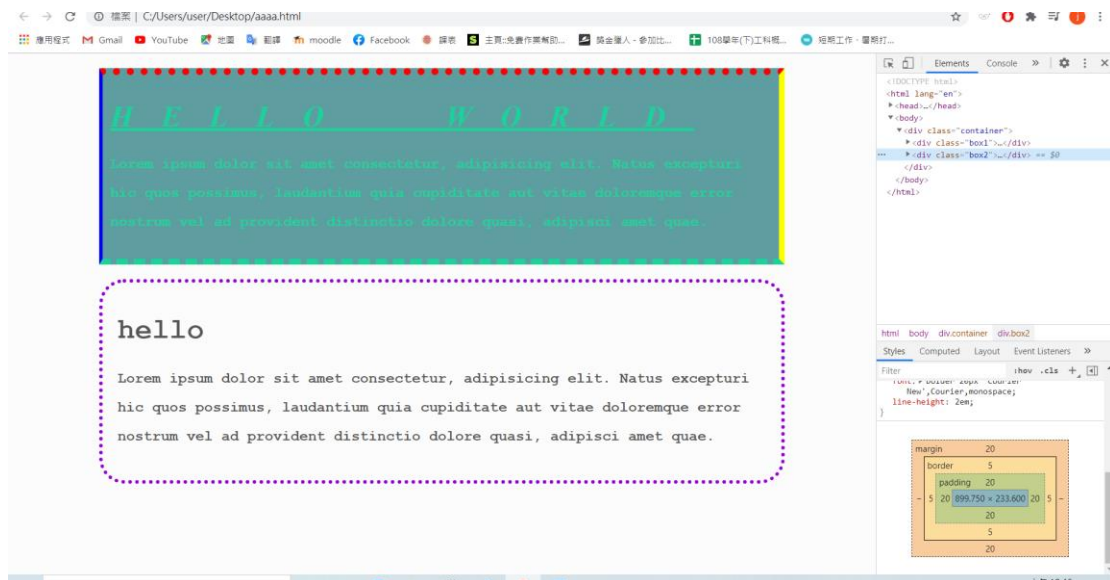 檔案 | C:/Users/user/Desktop/aaaa.html
應用程式 Gmail YouTube 地圖 翻譯 moodle Facebook 課表 主頁::免費作業幫助... 獎金獵人 - 參加比... 108學年(下)工科概... 短期工作 - 暑期打...
HELLO WORLD
Lorem ipsum dolor sit amet consectetur, adipisicing elit. Natus excepturi
hic quos possimus, laudantium quia cupiditate aut vitae doloremque error
nostrum vel ad provident distinctio dolore quasi, adipisci amet quae.
hello
Lorem ipsum dolor sit amet consectetur, adipisicing elit. Natus excepturi
hic quos possimus, laudantium quia cupiditate aut vitae doloremque error
nostrum vel ad provident distinctio dolore quasi, adipisci amet quae.
Elements Console »
<!DOCTYPE html>
<html lang="en">
<head>…</head>
<body>
<div class="container">
<div class="box1">…</div>
<div class="box2">…</div> == $0
</div>
</body>
</html>
html body div.container div.box2
Styles Computed Layout Event Listeners »
Filter :hov .cls +
New',Courier,monospace;
line-height: 2em;
}
margin 20
border 5
padding 20
- 5 20 899.750 × 233.600 20 5 -
20
5
20